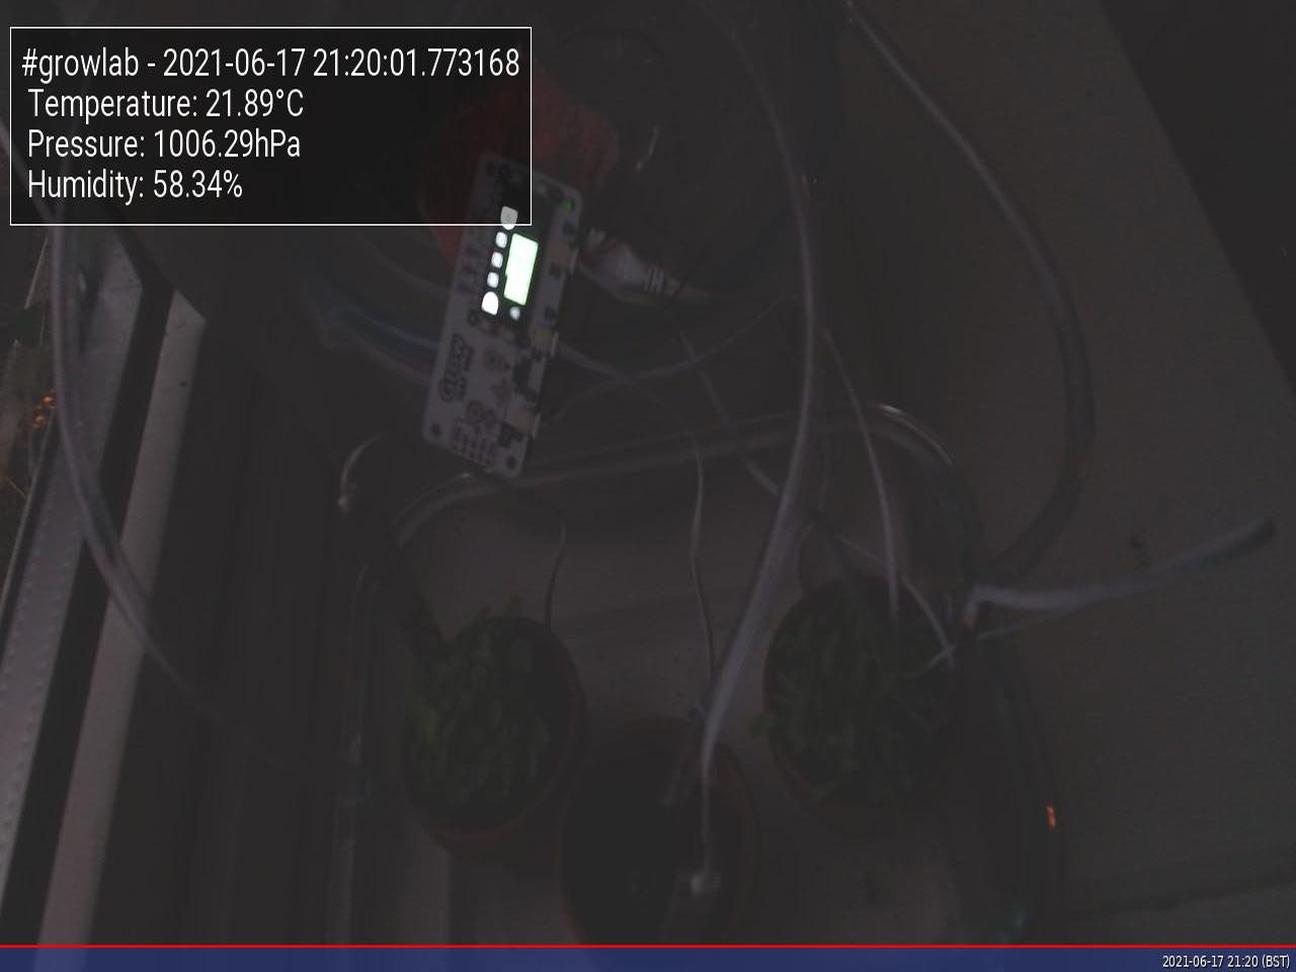 #growlab - 2021-06-17 21:20:01.773168
Temperature: 21.89°C
Pressure: 1006.29hPa
Humidity: 58.34%
GROW
2021-06-17 21:20 (BST)